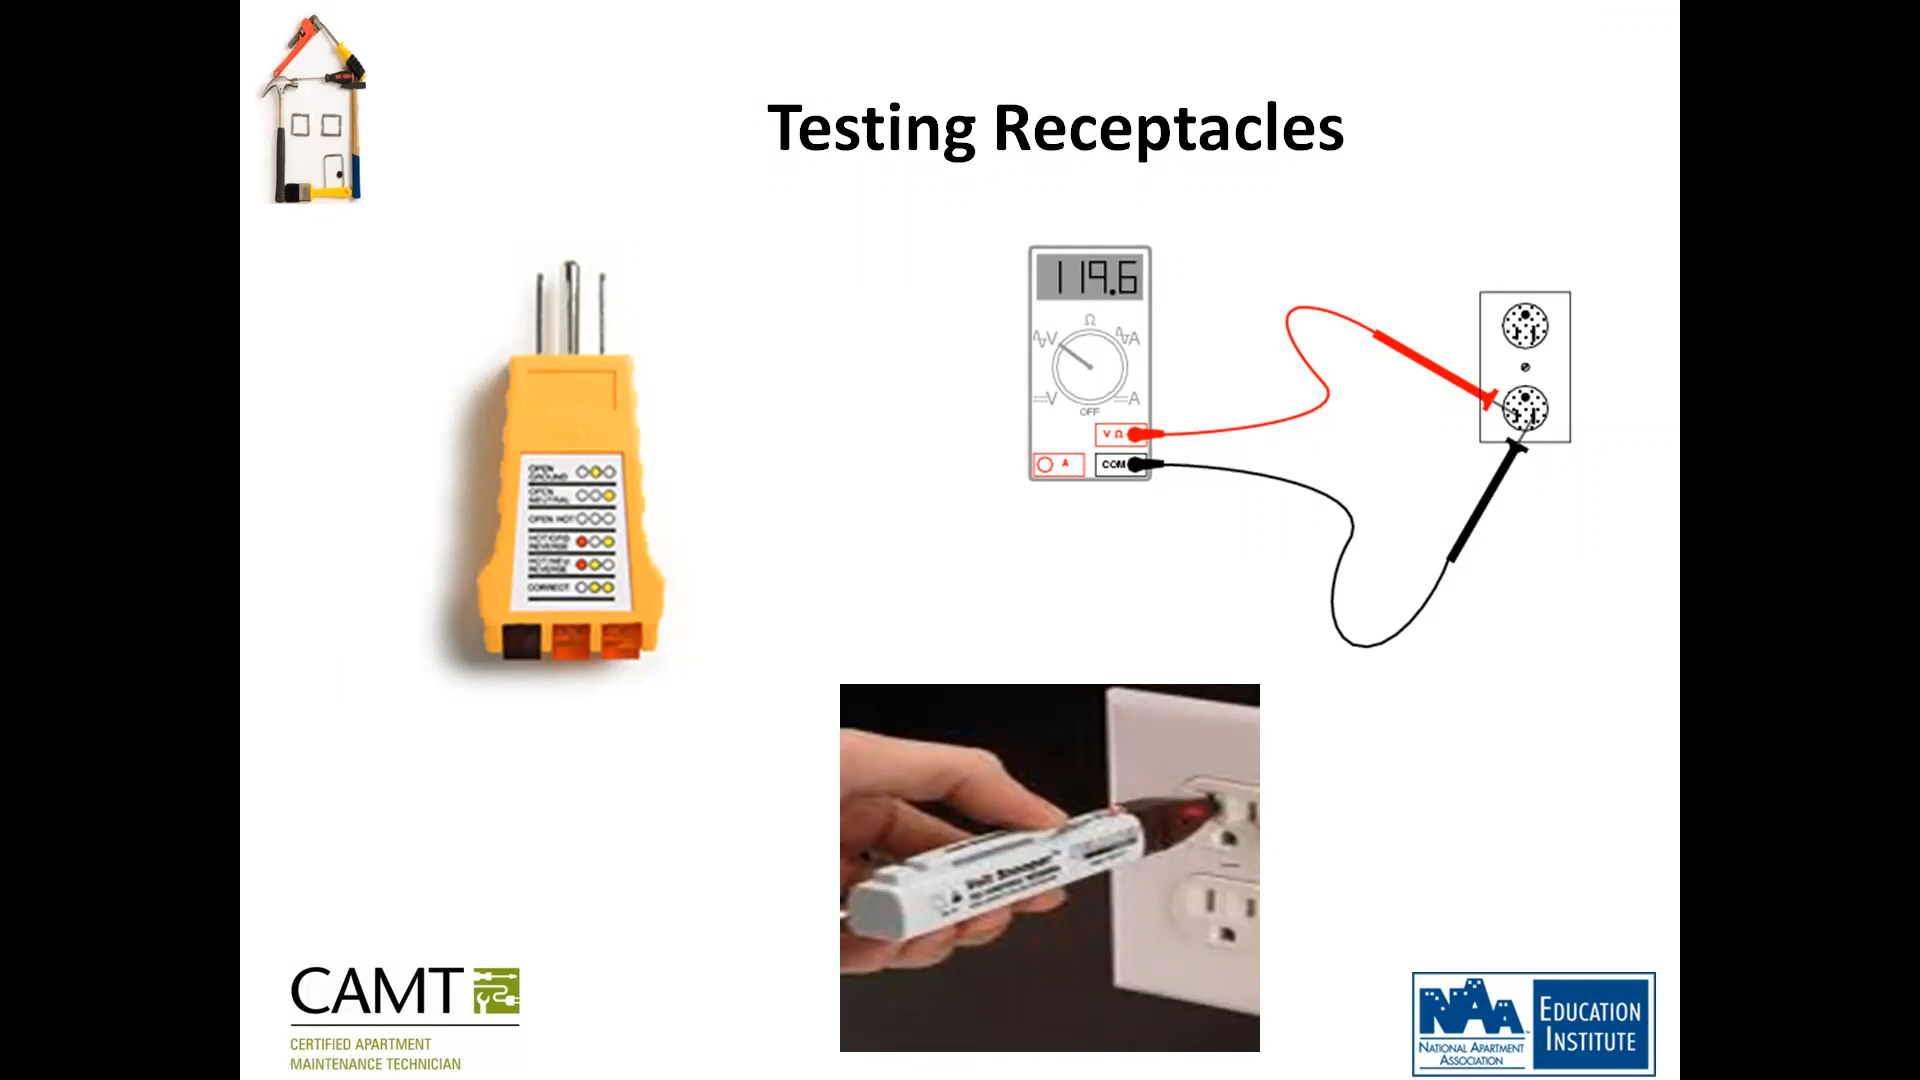 Testing Receptacles
119.6
Ω
V
A
V
A
OFF
V Ω
A
COM
OPEN GROUND
OPEN NEUTRAL
OPEN HOT
HOT/GRD REVERSE
HOT/NEU REVERSE
CORRECT
CAMT
CERTIFIED APARTMENT
MAINTENANCE TECHNICIAN
NAA
NATIONAL APARTMENT
ASSOCIATION
EDUCATION
INSTITUTE